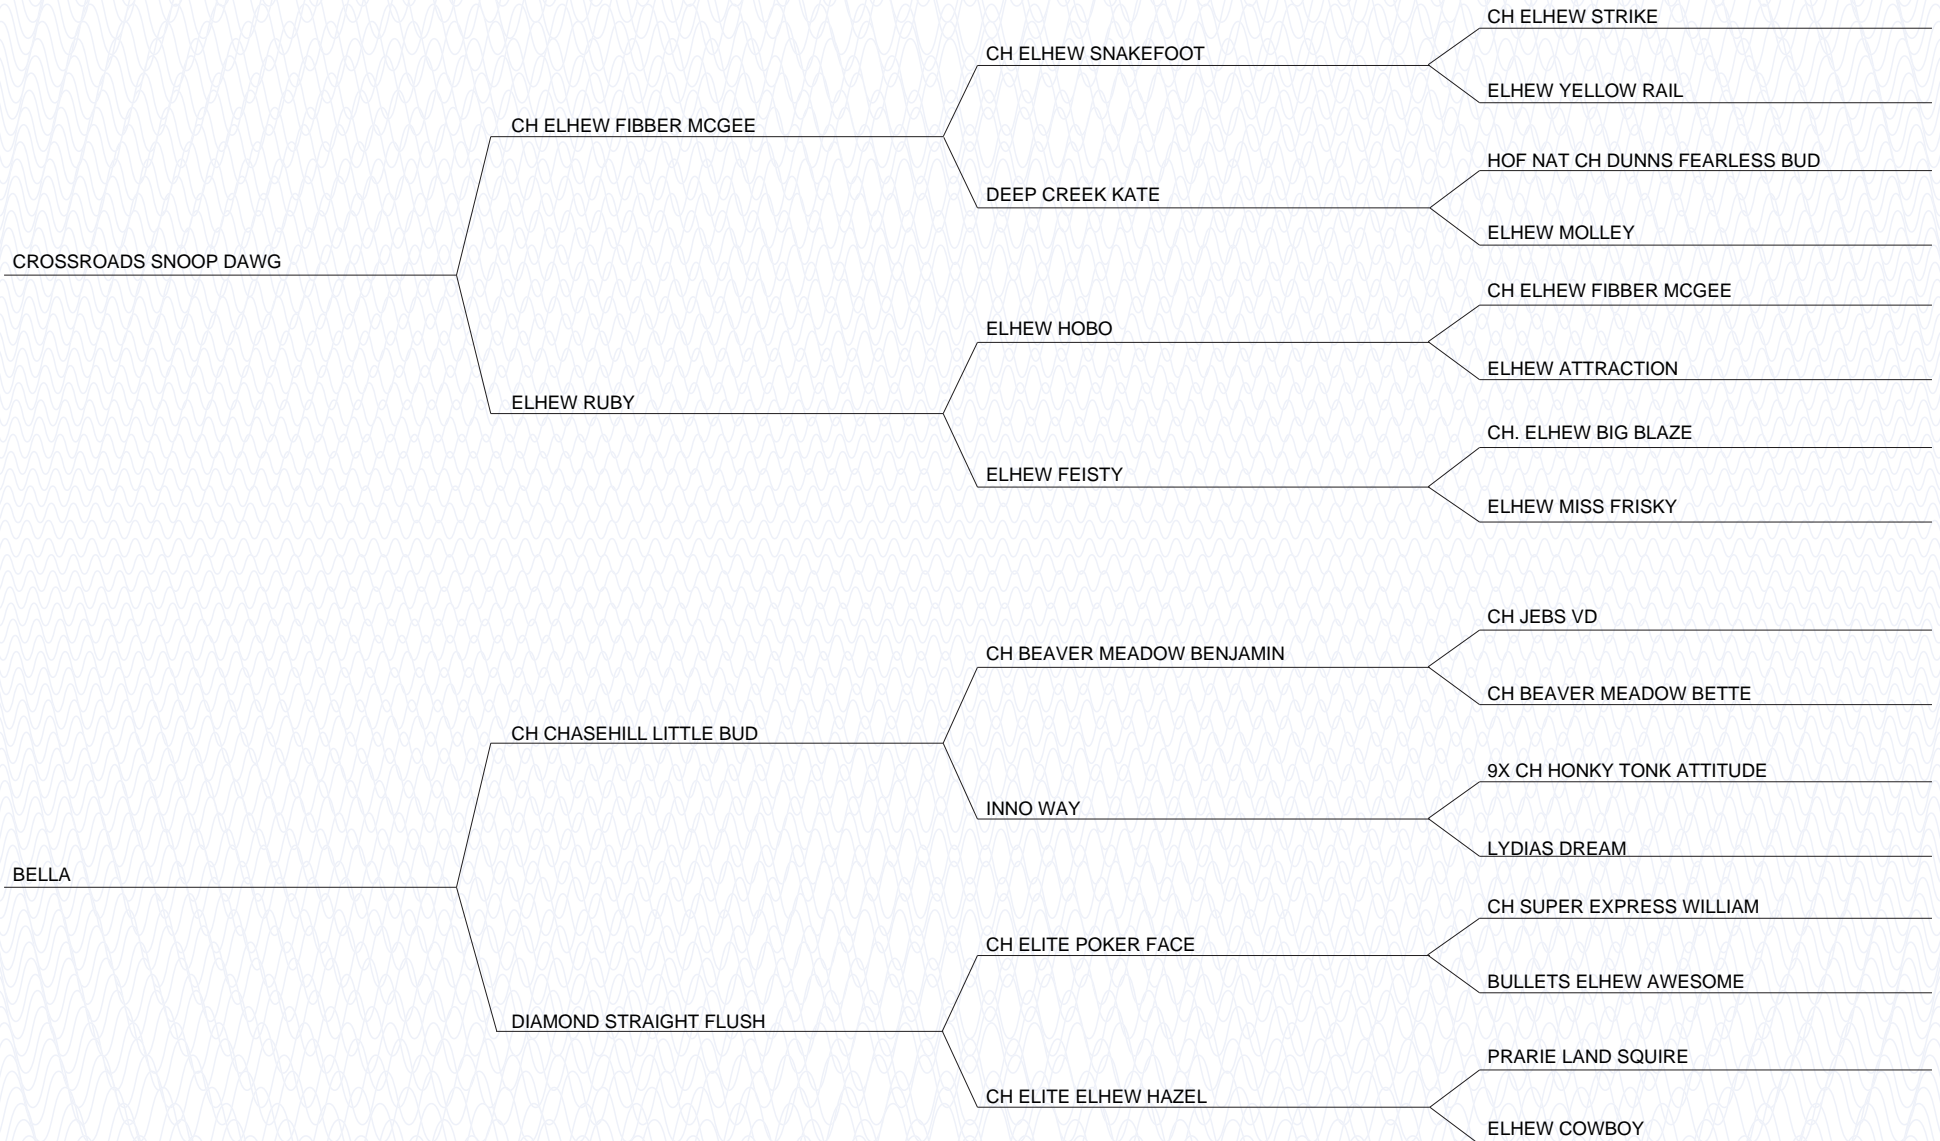 CH ELHEW STRIKE
CH ELHEW SNAKEFOOT
ELHEW YELLOW RAIL
CH ELHEW FIBBER MCGEE
HOF NAT CH DUNNS FEARLESS BUD
DEEP CREEK KATE
ELHEW MOLLEY
CROSSROADS SNOOP DAWG
CH ELHEW FIBBER MCGEE
ELHEW HOBO
ELHEW ATTRACTION
ELHEW RUBY
CH. ELHEW BIG BLAZE
ELHEW FEISTY
ELHEW MISS FRISKY
CH JEBS VD
CH BEAVER MEADOW BENJAMIN
CH BEAVER MEADOW BETTE
CH CHASEHILL LITTLE BUD
9X CH HONKY TONK ATTITUDE
INNO WAY
LYDIAS DREAM
BELLA
CH SUPER EXPRESS WILLIAM
CH ELITE POKER FACE
BULLETS ELHEW AWESOME
DIAMOND STRAIGHT FLUSH
PRARIE LAND SQUIRE
CH ELITE ELHEW HAZEL
ELHEW COWBOY